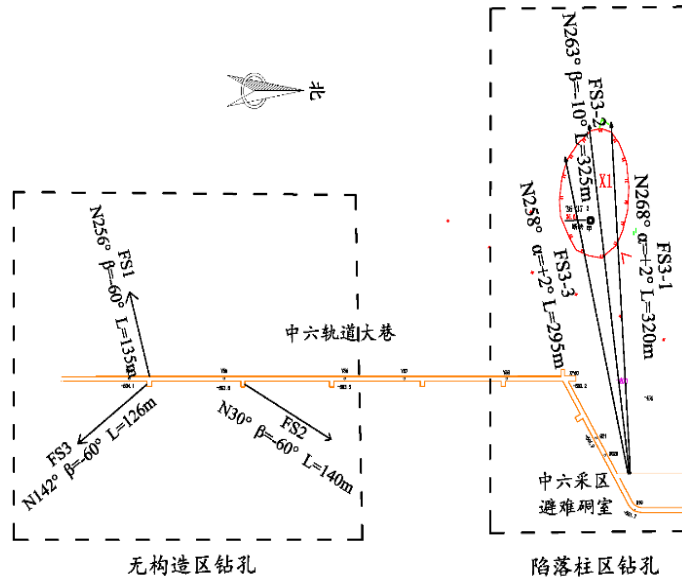 北
N256° β=-60° L=135m
FS1
N142° β=-60° L=126m
FS3
FS2
N30° β=-60° L=140m
中六轨道大巷
N263° β=-10° L=325m
FS3-2
X1
N258° α=+2° L=295m
FS3-3
N268° α=+2° L=320m
FS3-1
中六采区
避难硐室
无构造区钻孔
陷落柱区钻孔